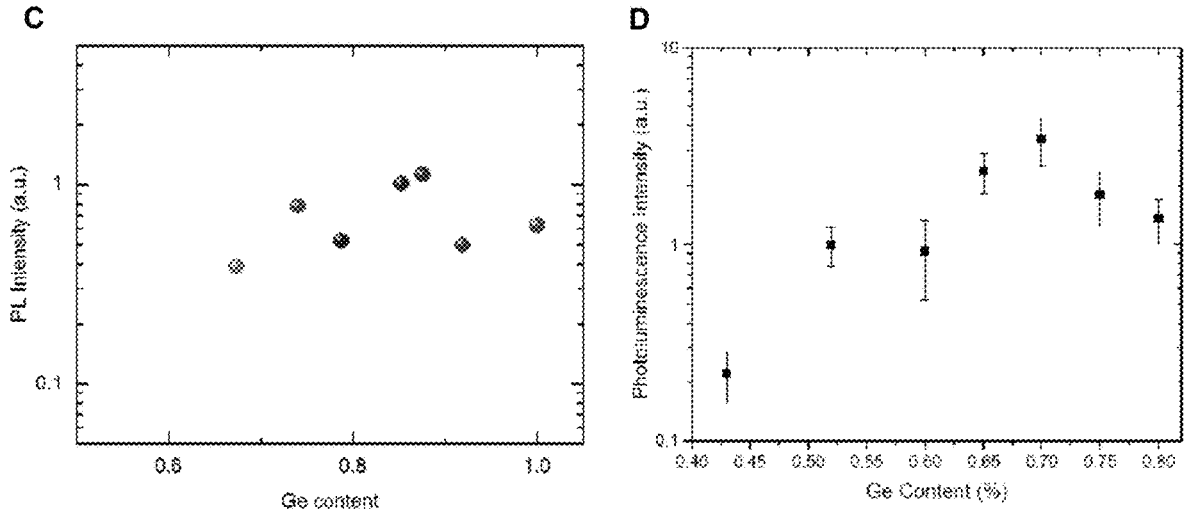 C
PL Intensity (a.u.)
1
0.1
0.6 0.8 1.0
Ge content
D
Photoluminescence Intensity (a.u.)
10
1
0.1
0.40 0.45 0.50 0.55 0.60 0.65 0.70 0.75 0.80
Ge Content (%)